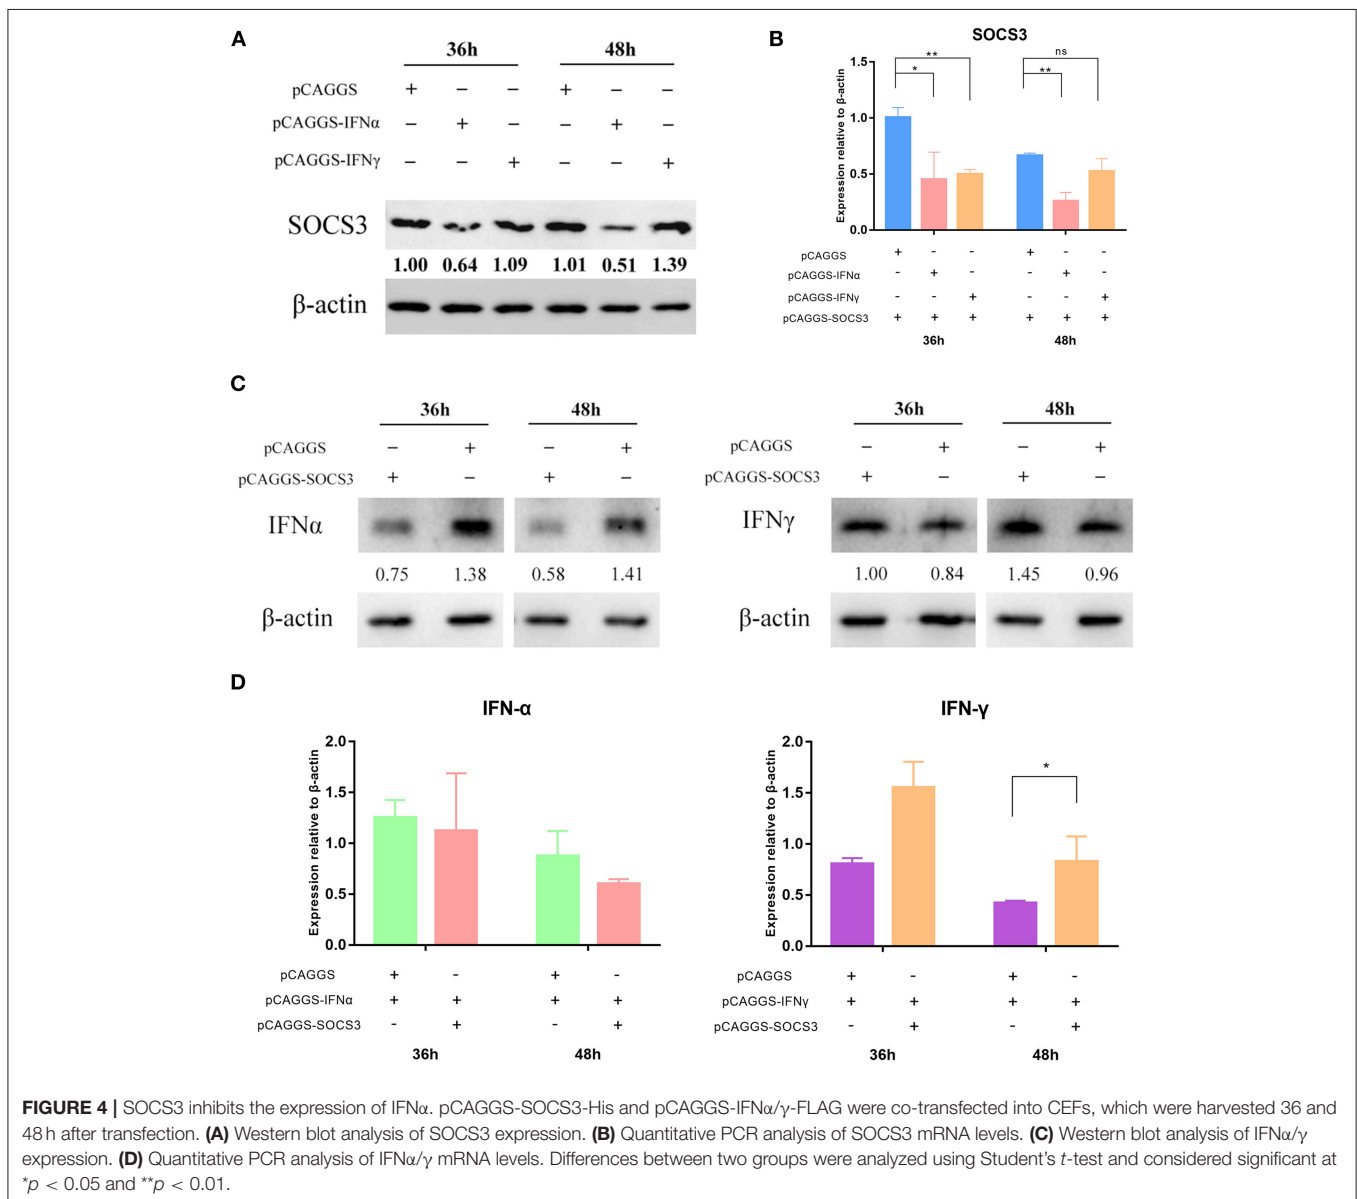 A
36h 48h
pCAGGS + − − + − −
pCAGGS-IFNα − + − − + −
pCAGGS-IFNγ − − + − − +
SOCS3
1.00 0.64 1.09 1.01 0.51 1.39
β-actin
B
SOCS3
Expression relative to β-actin
1.5
1.0
0.5
0.0
** ns
* **
pCAGGS + - - + - -
pCAGGS-IFNα - + - - + -
pCAGGS-IFNγ - - + - - +
pCAGGS-SOCS3 + + + + + +
36h 48h
C
36h 48h
pCAGGS − + − +
pCAGGS-SOCS3 + − + −
IFNα
0.75 1.38 0.58 1.41
β-actin
36h 48h
pCAGGS − + − +
pCAGGS-SOCS3 + − + −
IFNγ
1.00 0.84 1.45 0.96
β-actin
D
IFN-α
Expression relative to β-actin
2.0
1.5
1.0
0.5
0.0
pCAGGS + - + -
pCAGGS-IFNα + + + +
pCAGGS-SOCS3 - + - +
36h 48h
IFN-γ
Expression relative to β-actin
2.0
1.5
1.0
0.5
0.0
*
pCAGGS + - + -
pCAGGS-IFNγ + + + +
pCAGGS-SOCS3 - + - +
36h 48h
FIGURE 4 | SOCS3 inhibits the expression of IFNα. pCAGGS-SOCS3-His and pCAGGS-IFNα/γ-FLAG were co-transfected into CEFs, which were harvested 36 and
48 h after transfection. (A) Western blot analysis of SOCS3 expression. (B) Quantitative PCR analysis of SOCS3 mRNA levels. (C) Western blot analysis of IFNα/γ
expression. (D) Quantitative PCR analysis of IFNα/γ mRNA levels. Differences between two groups were analyzed using Student's t-test and considered significant at
*p < 0.05 and **p < 0.01.